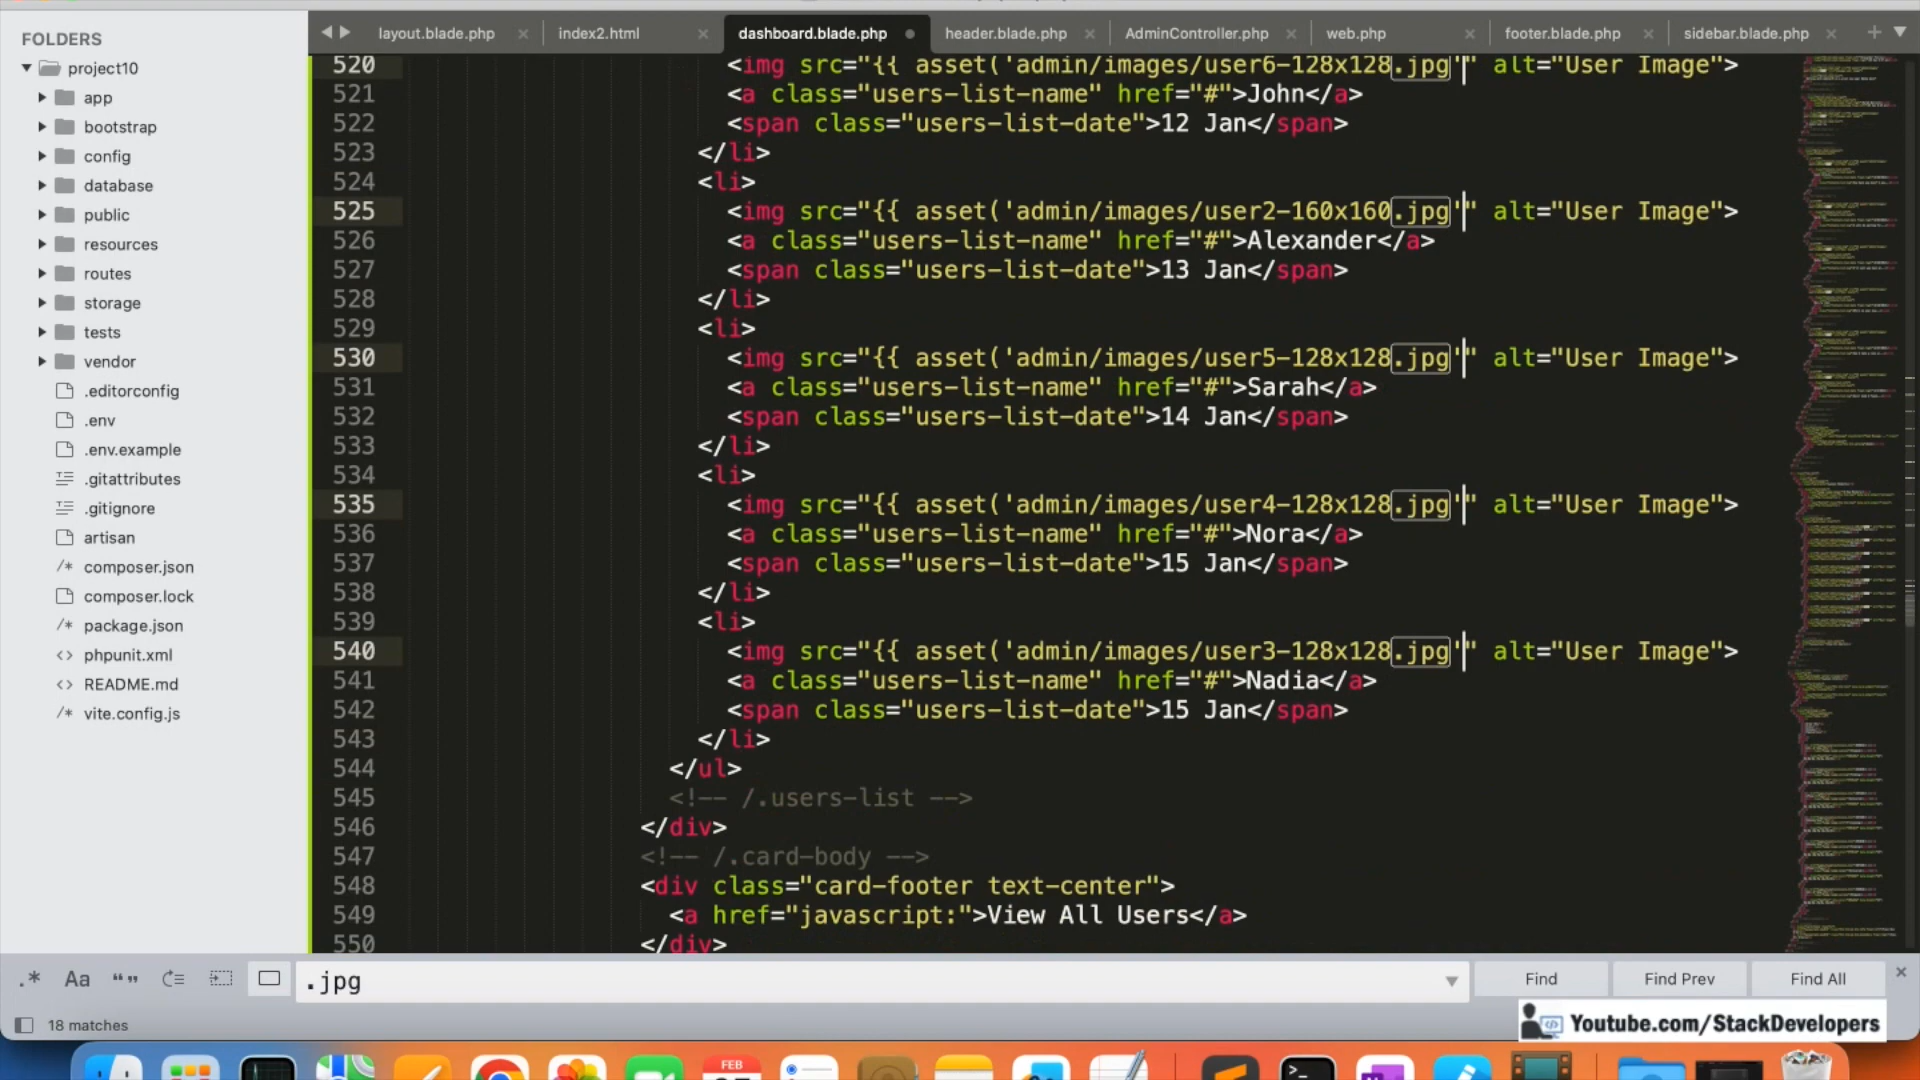 FOLDERS
project10
app
bootstrap
config
database
public
resources
routes
storage
tests
vendor
.editorconfig
.env
.env.example
.gitattributes
.gitignore
artisan
/* composer.json
composer.lock
/* package.json
<> phpunit.xml
<> README.md
/* vite.config.js
layout.blade.php × index2.html × dashboard.blade.php header.blade.php × AdminController.php × web.php × footer.blade.php × sidebar.blade.php × +
520 <img src="{{ asset('admin/images/user6-128x128.jpg'" alt="User Image">
521 <a class="users-list-name" href="#">John</a>
522 <span class="users-list-date">12 Jan</span>
523 </li>
524 <li>
525 <img src="{{ asset('admin/images/user2-160x160.jpg'" alt="User Image">
526 <a class="users-list-name" href="#">Alexander</a>
527 <span class="users-list-date">13 Jan</span>
528 </li>
529 <li>
530 <img src="{{ asset('admin/images/user5-128x128.jpg'" alt="User Image">
531 <a class="users-list-name" href="#">Sarah</a>
532 <span class="users-list-date">14 Jan</span>
533 </li>
534 <li>
535 <img src="{{ asset('admin/images/user4-128x128.jpg'" alt="User Image">
536 <a class="users-list-name" href="#">Nora</a>
537 <span class="users-list-date">15 Jan</span>
538 </li>
539 <li>
540 <img src="{{ asset('admin/images/user3-128x128.jpg'" alt="User Image">
541 <a class="users-list-name" href="#">Nadia</a>
542 <span class="users-list-date">15 Jan</span>
543 </li>
544 </ul>
545 <!-- /.users-list -->
546 </div>
547 <!-- /.card-body -->
548 <div class="card-footer text-center">
549 <a href="javascript:">View All Users</a>
550 </div>
.* Aa “” .jpg Find Find Prev Find All ×
18 matches
Youtube.com/StackDevelopers
FEB